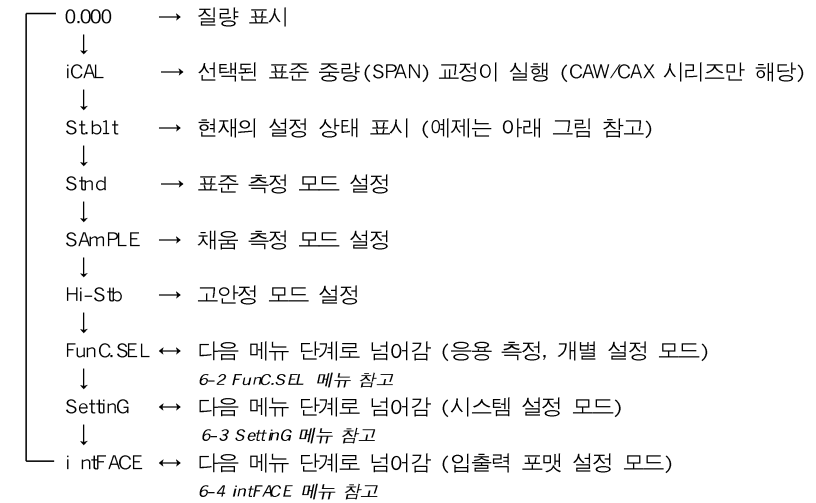 0.000 → 질량 표시
↓
iCAL → 선택된 표준 중량(SPAN) 교정이 실행 (CAW/CAX 시리즈만 해당)
↓
St.b1t → 현재의 설정 상태 표시 (예제는 아래 그림 참고)
↓
Stnd → 표준 측정 모드 설정
↓
SAmPLE → 채움 측정 모드 설정
↓
Hi-Stb → 고안정 모드 설정
↓
FunC.SEL ↔ 다음 메뉴 단계로 넘어감 (응용 측정, 개별 설정 모드)
↓ 6-2 FunC.SEL 메뉴 참고
SettinG ↔ 다음 메뉴 단계로 넘어감 (시스템 설정 모드)
↓ 6-3 SettinG 메뉴 참고
i ntFACE ↔ 다음 메뉴 단계로 넘어감 (입출력 포맷 설정 모드)
6-4 intFACE 메뉴 참고